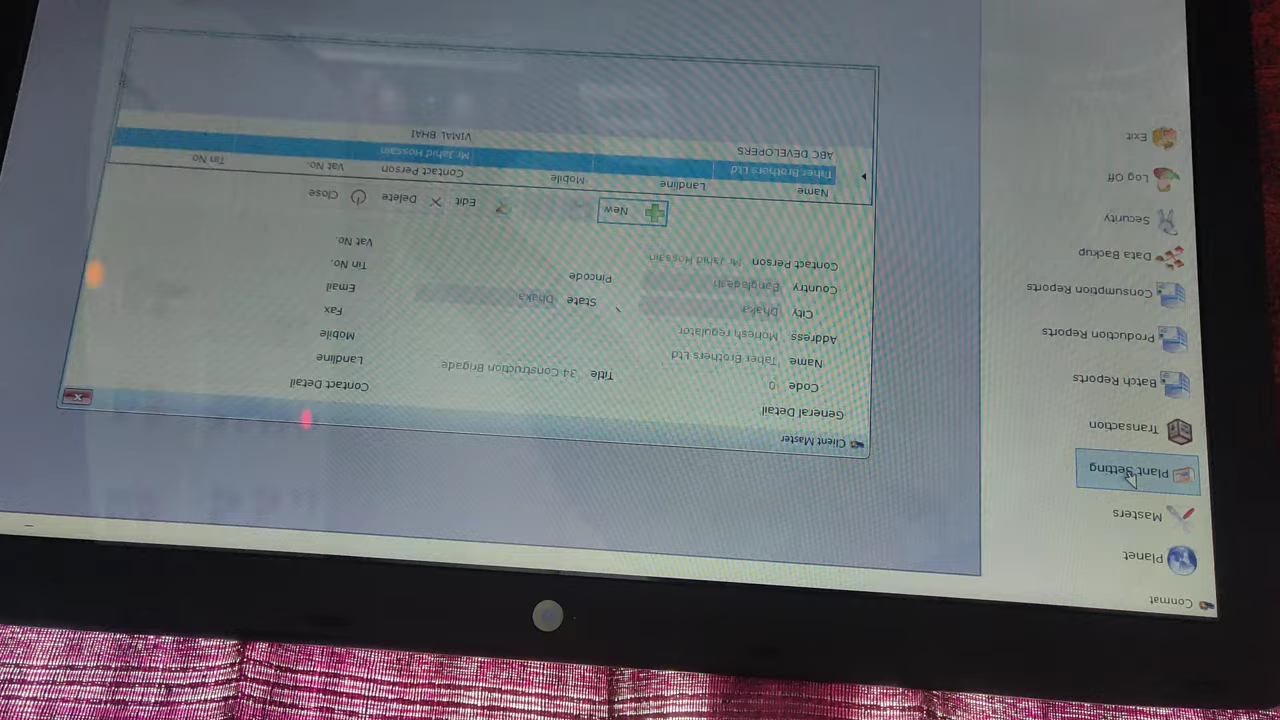 Conmat
Planet
Masters
Plant Setting
Transaction
Batch Reports
Production Reports
Consumption Reports
Data Backup
Security
Log Off
Exit
Client Master
General Detail
Contact Detail
Code 0
Title 34 Construction Brigade
Landline
Name Taher Brothers Ltd
Mobile
Address Mohesh regulator
Fax
City Dhaka
State Dhaka
Email
Country Bangladesh
Pincode
Tin No.
Contact Person Mr Jahid Hossain
Vat No.
New Edit Delete Close
Name Landline Mobile Contact Person Vat No. Tin No
Taher Brothers Ltd Mr Jahid Hossain
ABC DEVELOPERS VIMAL BHAI